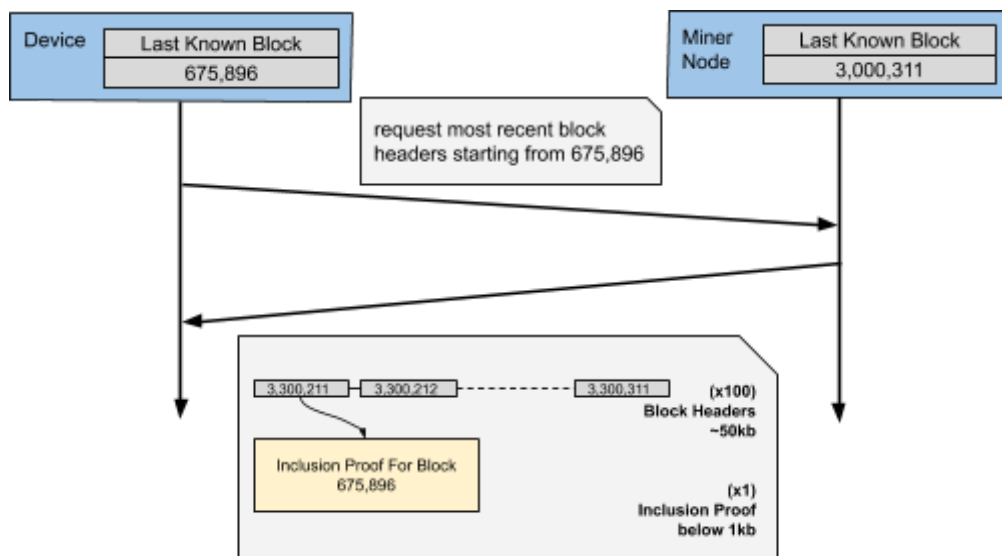 Device
Last Known Block
675,896
Miner
Node
Last Known Block
3,000,311
request most recent block
headers starting from 675,896
3,300,211
3,300,212
3,300,311
(x100)
Block Headers
~50kb
Inclusion Proof For Block
675,896
(x1)
Inclusion Proof
below 1kb